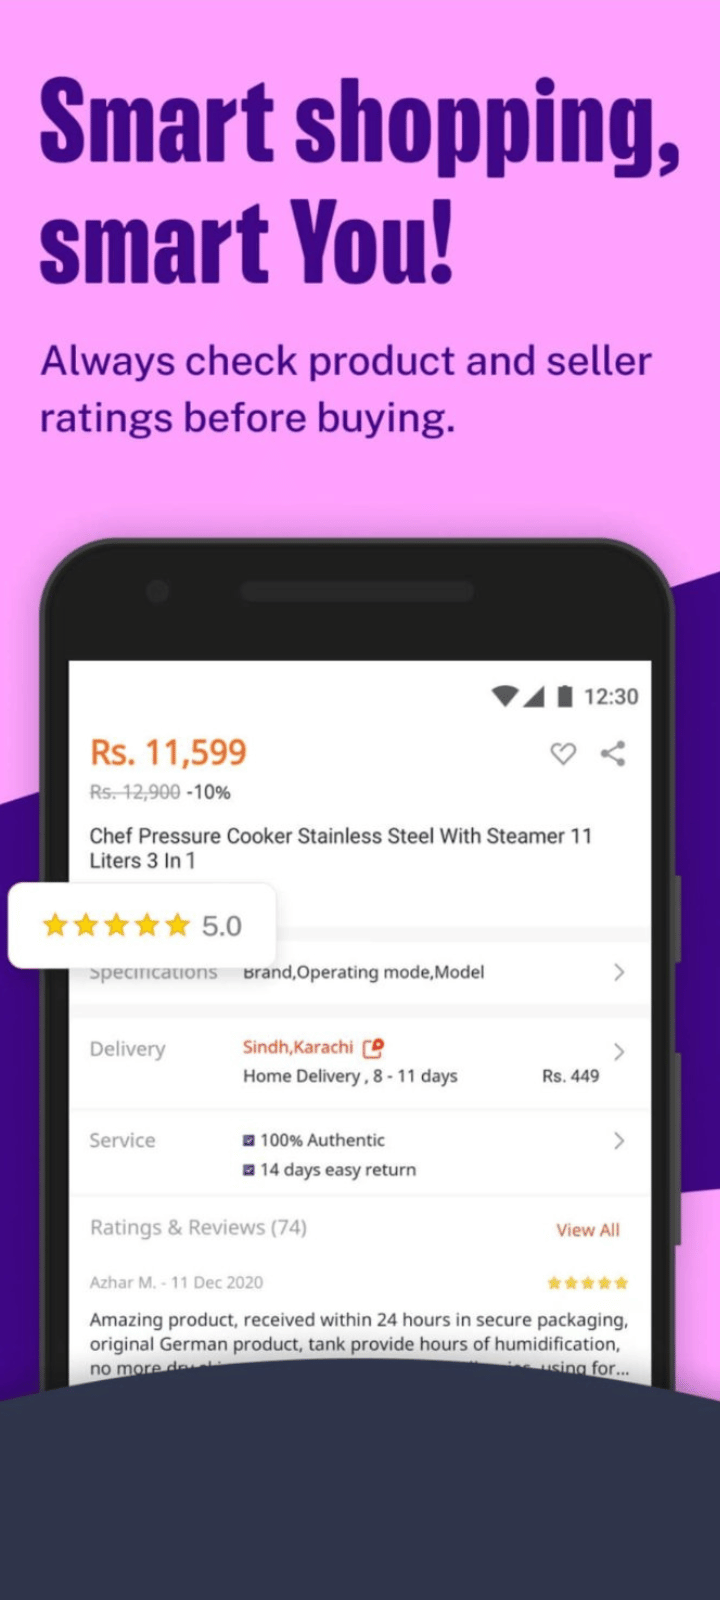 Smart shopping,
smart You!
Always check product and seller
ratings before buying.
12:30
Rs. 11,599
Rs. 12,900 -10%
Chef Pressure Cooker Stainless Steel With Steamer 11
Liters 3 In 1
5.0
Specifications Brand,Operating mode,Model
Delivery Sindh,Karachi
Home Delivery , 8 - 11 days Rs. 449
Service 100% Authentic
14 days easy return
Ratings & Reviews (74) View All
Azhar M. - 11 Dec 2020
Amazing product, received within 24 hours in secure packaging,
original German product, tank provide hours of humidification,
no more using for...